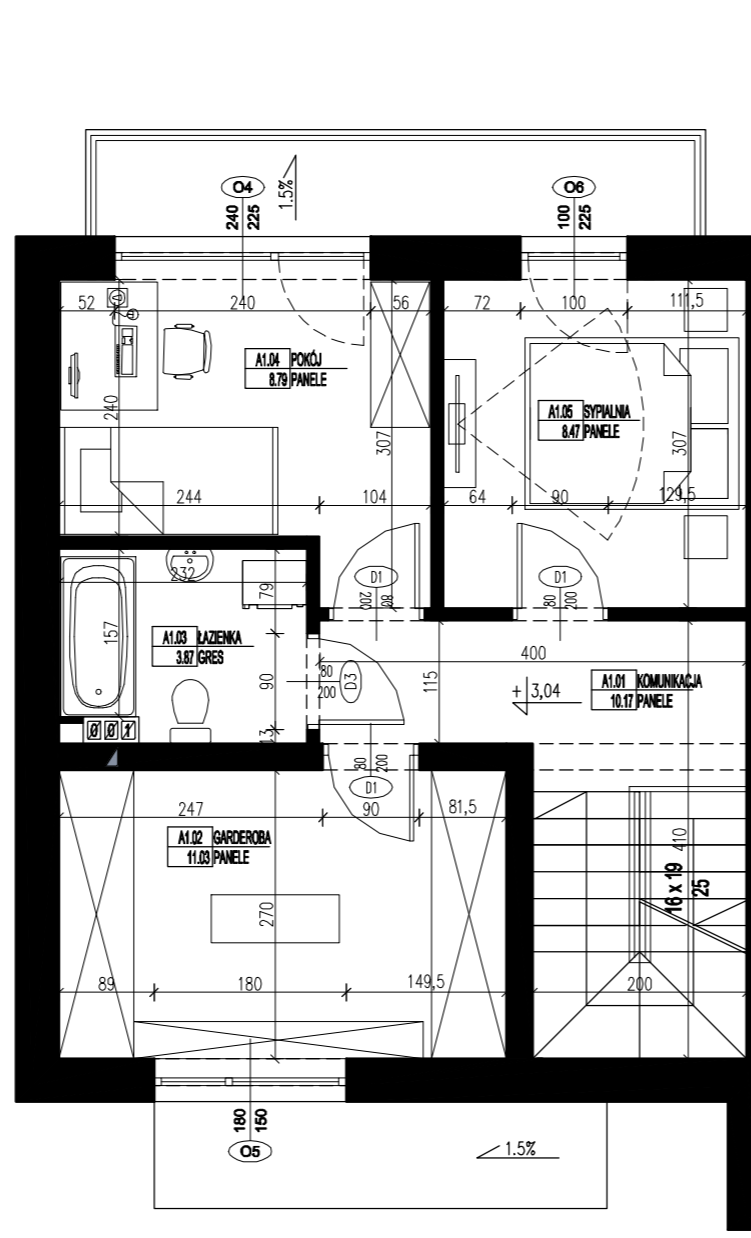 O4
240
225
1.5%
O6
100
225
52
240
56
72
100
111,5
A1.04 POKÓJ
8.79 PANELE
240
307
A1.05 SYPIALNIA
8.47 PANELE
307
244
104
64
90
129,5
D1
80
200
D1
80
200
232
79
157
A1.03 ŁAZIENKA
3.87 GRES
90
13
80
200
D3
115
400
+ 3,04
A1.01 KOMUNIKACJA
10.17 PANELE
80
200
D1
247
90
81,5
A1.02 GARDEROBA
11.03 PANELE
270
410
16 x 19
25
89
180
149,5
200
180
150
O5
1.5%